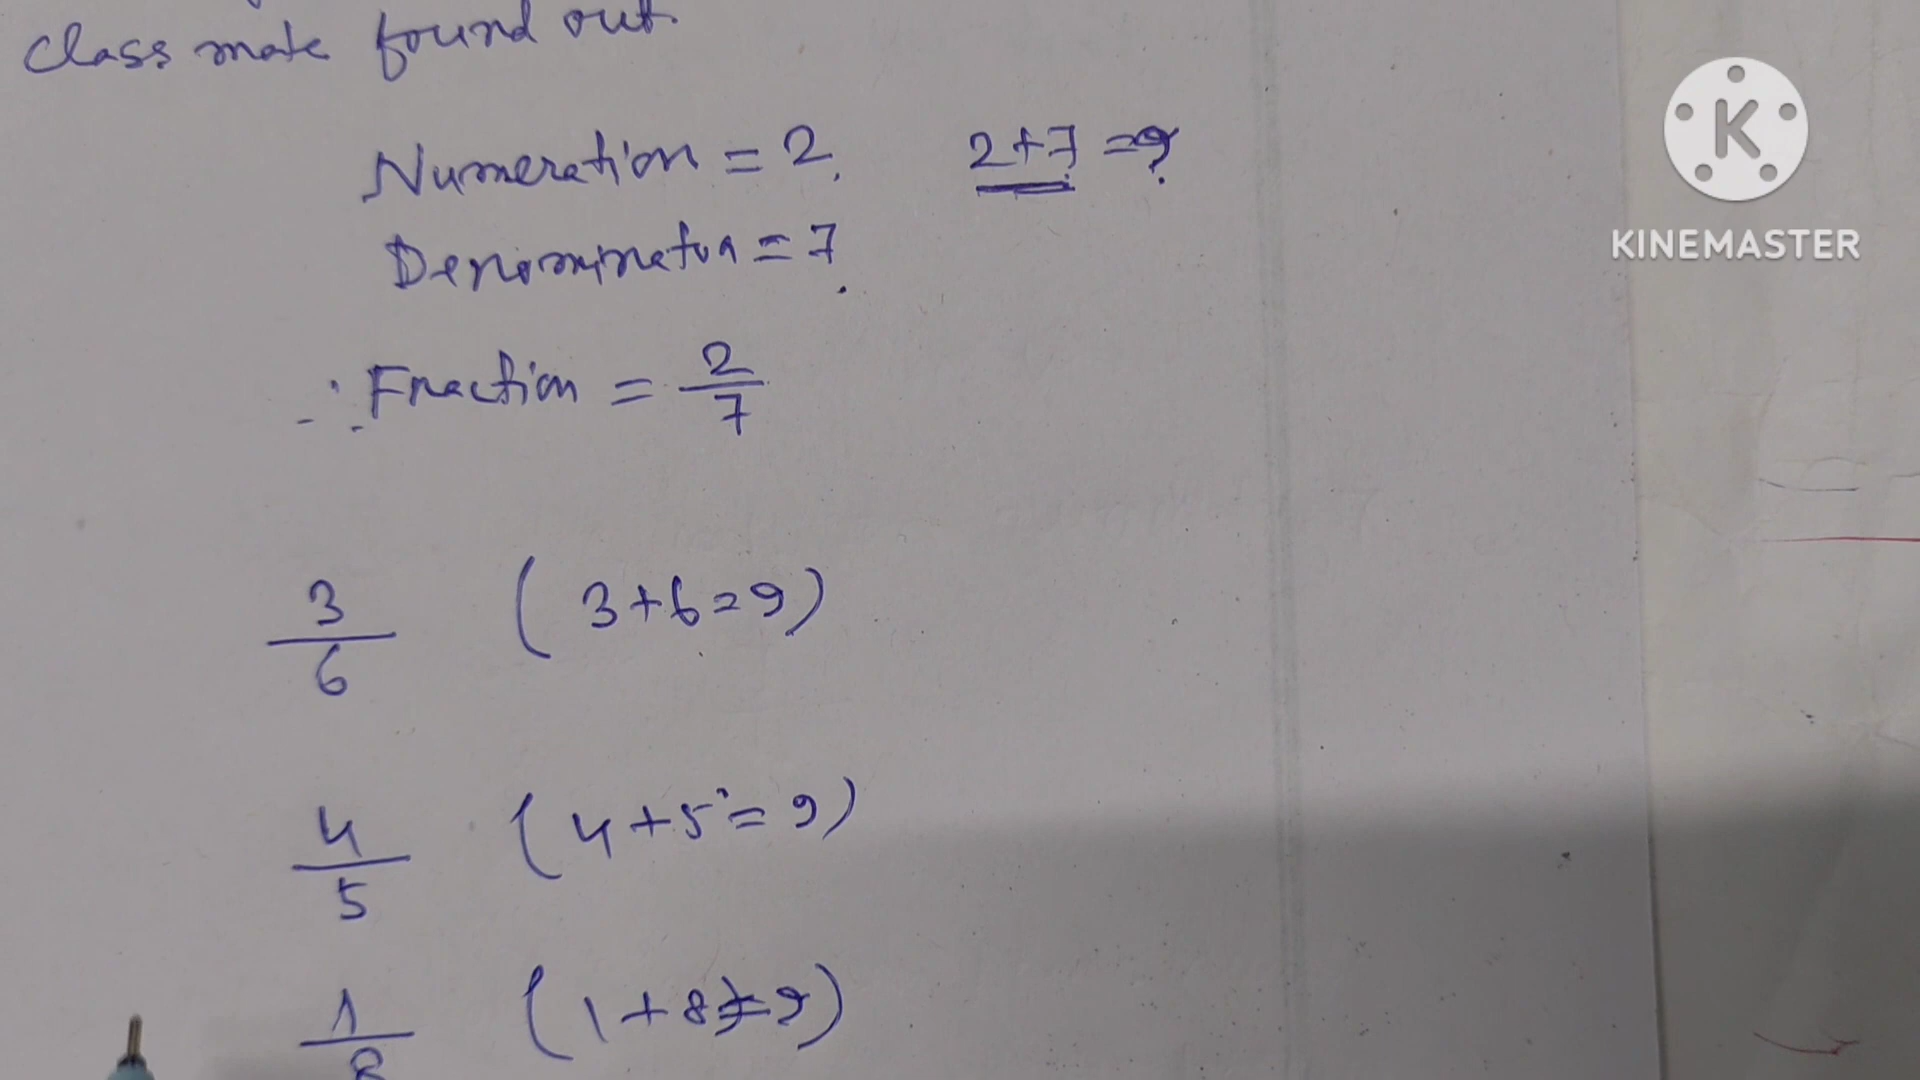 Class mate found out.
Numeration = 2. 2+7 = 9
Denominator = 7.
∴ Fraction = 2/7
3/6 (3+6=9)
4/5 (4+5=9)
1/8 (1+8=9)
K
KINEMASTER